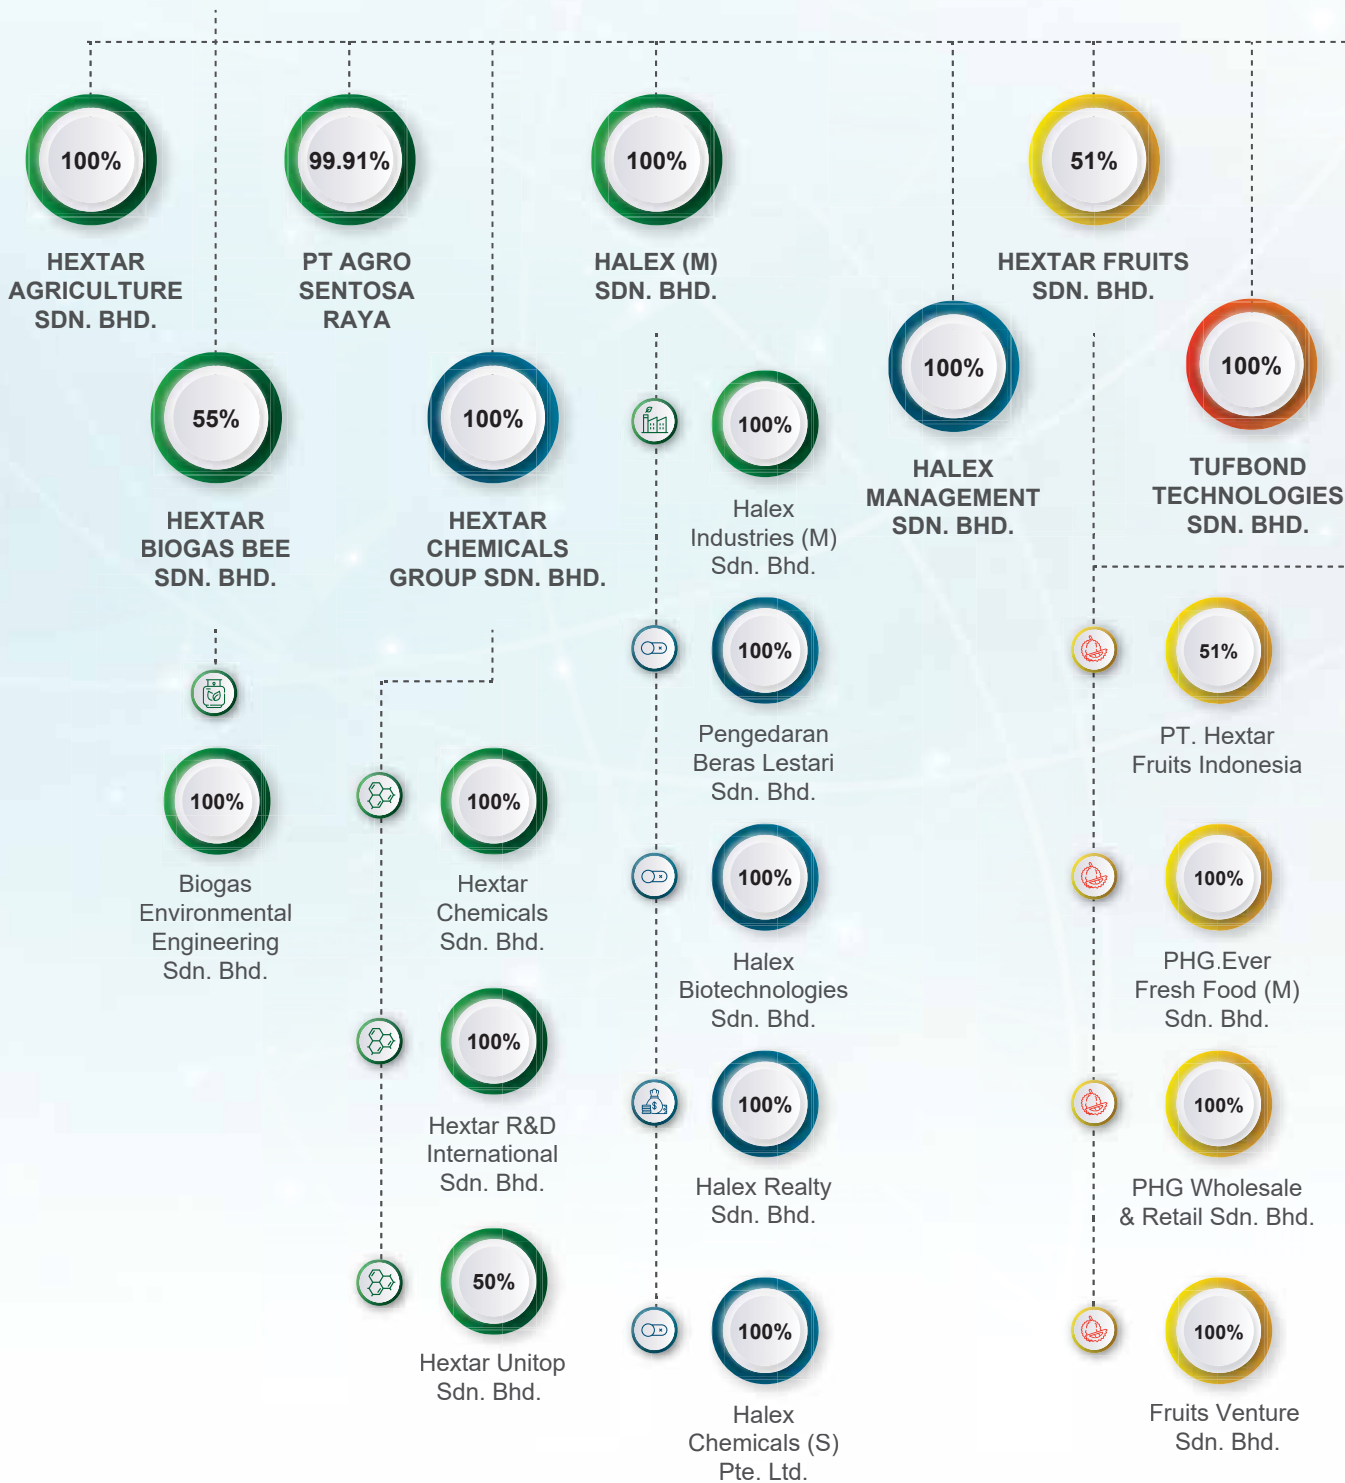 100%
HEXTAR
AGRICULTURE
SDN. BHD.
99.91%
PT AGRO
SENTOSA
RAYA
100%
HALEX (M)
SDN. BHD.
51%
HEXTAR FRUITS
SDN. BHD.
55%
HEXTAR
BIOGAS BEE
SDN. BHD.
100%
HEXTAR
CHEMICALS
GROUP SDN. BHD.
100%
HALEX
MANAGEMENT
SDN. BHD.
100%
TUFBOND
TECHNOLOGIES
SDN. BHD.
100%
Biogas
Environmental
Engineering
Sdn. Bhd.
100%
Hextar
Chemicals
Sdn. Bhd.
100%
Hextar R&D
International
Sdn. Bhd.
50%
Hextar Unitop
Sdn. Bhd.
100%
Halex
Industries (M)
Sdn. Bhd.
100%
Pengedaran
Beras Lestari
Sdn. Bhd.
100%
Halex
Biotechnologies
Sdn. Bhd.
100%
Halex Realty
Sdn. Bhd.
100%
Halex
Chemicals (S)
Pte. Ltd.
51%
PT. Hextar
Fruits Indonesia
100%
PHG.Ever
Fresh Food (M)
Sdn. Bhd.
100%
PHG Wholesale
& Retail Sdn. Bhd.
100%
Fruits Venture
Sdn. Bhd.